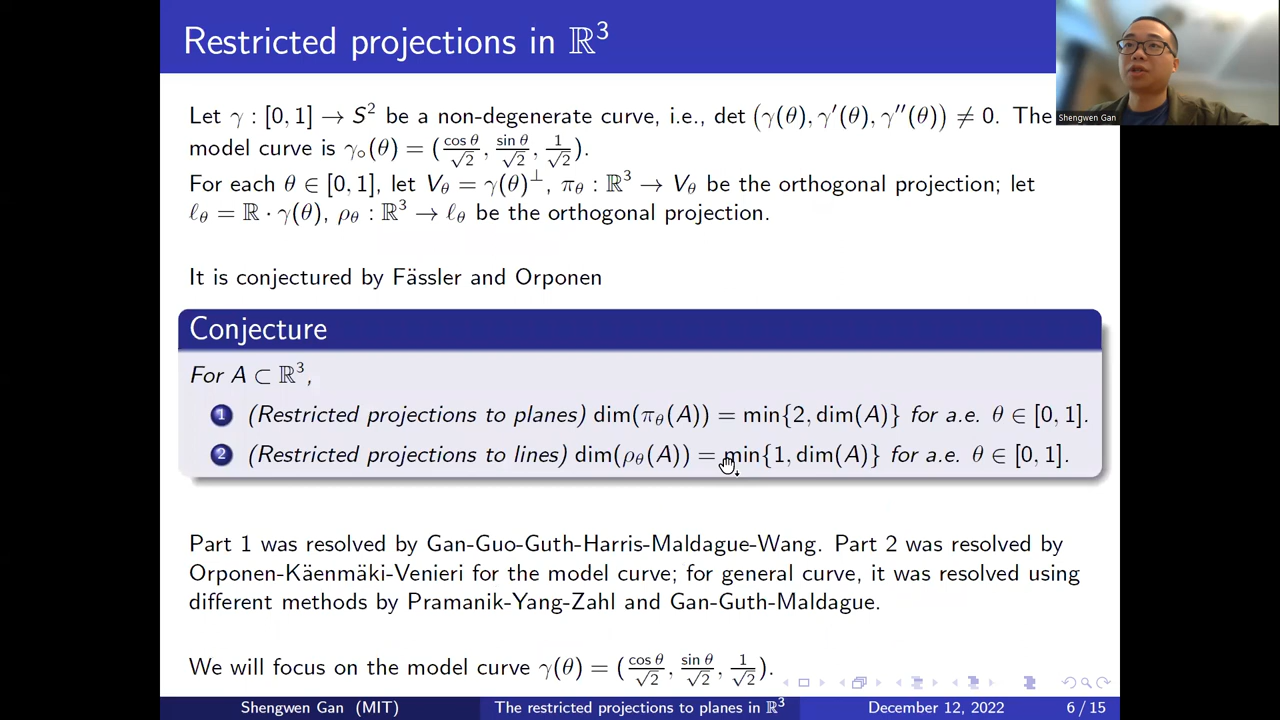 Restricted projections in ℝ³
Let γ : [0, 1] → S² be a non-degenerate curve, i.e., det (γ(θ), γ′(θ), γ″(θ)) ≠ 0. The
model curve is γ∘(θ) = (cos θ/√2, sin θ/√2, 1/√2).
For each θ ∈ [0, 1], let V_θ = γ(θ)^⊥, π_θ : ℝ³ → V_θ be the orthogonal projection; let
ℓ_θ = ℝ · γ(θ), ρ_θ : ℝ³ → ℓ_θ be the orthogonal projection.
It is conjectured by Fässler and Orponen
Conjecture
For A ⊂ ℝ³,
1 (Restricted projections to planes) dim(π_θ(A)) = min{2, dim(A)} for a.e. θ ∈ [0, 1].
2 (Restricted projections to lines) dim(ρ_θ(A)) = min{1, dim(A)} for a.e. θ ∈ [0, 1].
Part 1 was resolved by Gan-Guo-Guth-Harris-Maldague-Wang. Part 2 was resolved by
Orponen-Käenmäki-Venieri for the model curve; for general curve, it was resolved using
different methods by Pramanik-Yang-Zahl and Gan-Guth-Maldague.
We will focus on the model curve γ(θ) = (cos θ/√2, sin θ/√2, 1/√2).
Shengwen Gan (MIT) The restricted projections to planes in ℝ³ December 12, 2022 6 / 15
Shengwen Gan